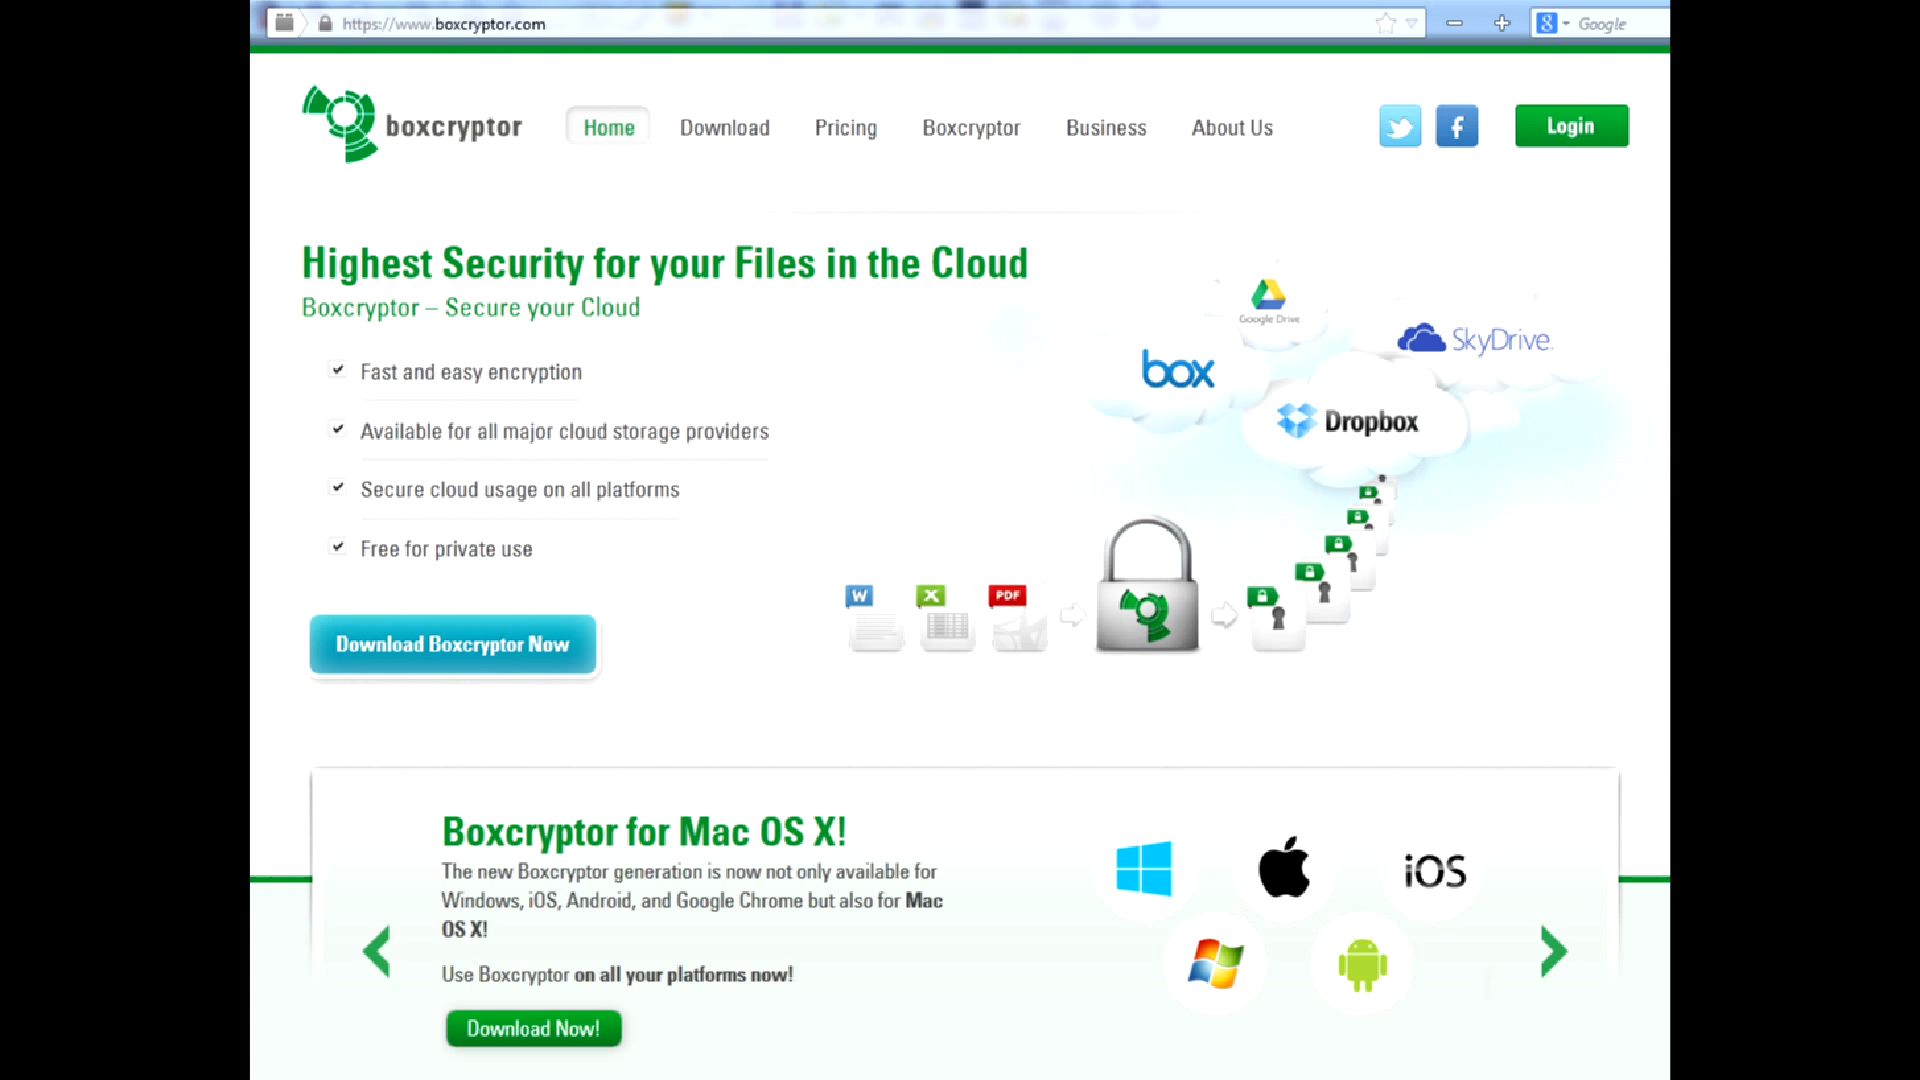 https://www.boxcryptor.com
Google
boxcryptor
Home
Download
Pricing
Boxcryptor
Business
About Us
Login
Highest Security for your Files in the Cloud
Boxcryptor – Secure your Cloud
Fast and easy encryption
Available for all major cloud storage providers
Secure cloud usage on all platforms
Free for private use
Download Boxcryptor Now
Google Drive
SkyDrive.
box
Dropbox
W
X
PDF
Boxcryptor for Mac OS X!
The new Boxcryptor generation is now not only available for
Windows, iOS, Android, and Google Chrome but also for Mac
OS X!
Use Boxcryptor on all your platforms now!
Download Now!
iOS